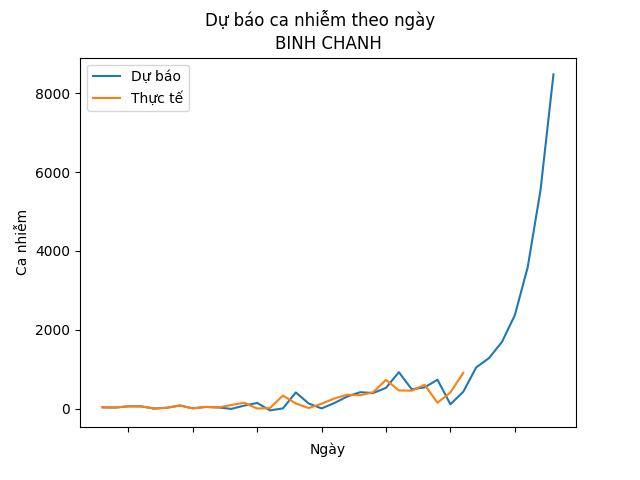 Dự báo ca nhiễm theo ngày
BINH CHANH
Dự báo
Thực tế
8000
6000
4000
2000
0
Ca nhiễm
Ngày